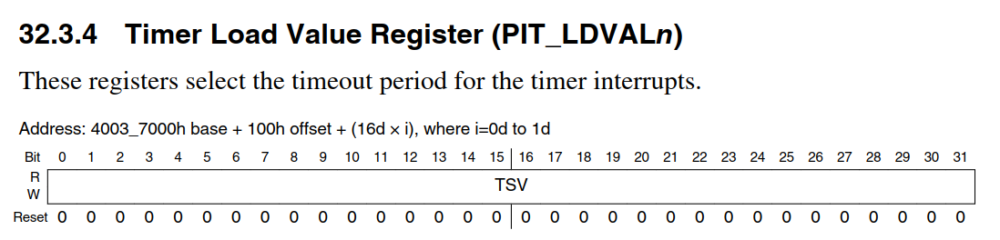 32.3.4 Timer Load Value Register (PIT_LDVALn)
These registers select the timeout period for the timer interrupts.
Address: 4003_7000h base + 100h offset + (16d × i), where i=0d to 1d
Bit 0 1 2 3 4 5 6 7 8 9 10 11 12 13 14 15 16 17 18 19 20 21 22 23 24 25 26 27 28 29 30 31
R
TSV
W
Reset 0 0 0 0 0 0 0 0 0 0 0 0 0 0 0 0 0 0 0 0 0 0 0 0 0 0 0 0 0 0 0 0